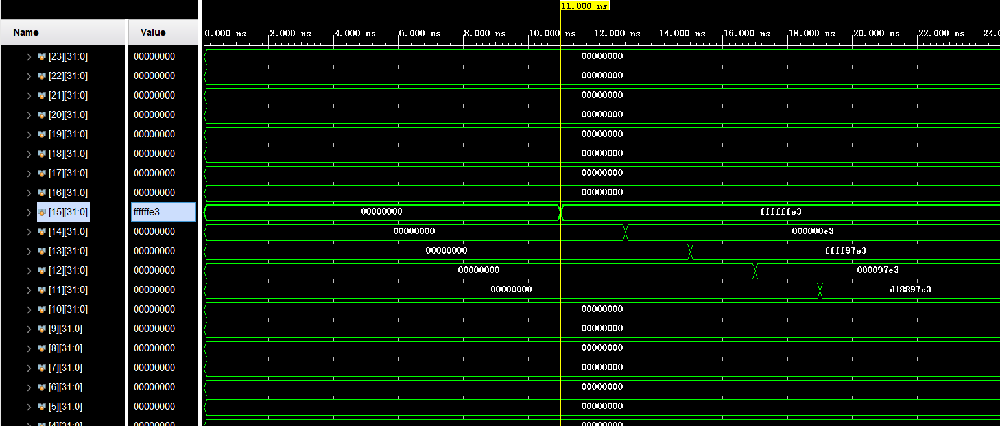 11.000 ns
Name Value 0.000 ns 2.000 ns 4.000 ns 6.000 ns 8.000 ns 10.000 ns 12.000 ns 14.000 ns 16.000 ns 18.000 ns 20.000 ns 22.000 ns 24.0
[23][31:0] 00000000 00000000
[22][31:0] 00000000 00000000
[21][31:0] 00000000 00000000
[20][31:0] 00000000 00000000
[19][31:0] 00000000 00000000
[18][31:0] 00000000 00000000
[17][31:0] 00000000 00000000
[16][31:0] 00000000 00000000
[15][31:0] ffffffe3 00000000 ffffffe3
[14][31:0] 00000000 00000000 000000e3
[13][31:0] 00000000 00000000 ffff97e3
[12][31:0] 00000000 00000000 000097e3
[11][31:0] 00000000 00000000 d18897e3
[10][31:0] 00000000 00000000
[9][31:0] 00000000 00000000
[8][31:0] 00000000 00000000
[7][31:0] 00000000 00000000
[6][31:0] 00000000 00000000
[5][31:0] 00000000 00000000
[4][31:0] 00000000 00000000